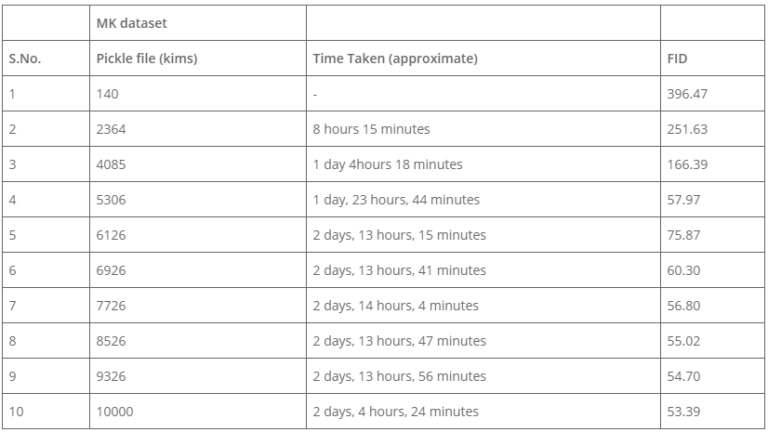 MK dataset
S.No. Pickle file (kims) Time Taken (approximate) FID
1 140 - 396.47
2 2364 8 hours 15 minutes 251.63
3 4085 1 day 4hours 18 minutes 166.39
4 5306 1 day, 23 hours, 44 minutes 57.97
5 6126 2 days, 13 hours, 15 minutes 75.87
6 6926 2 days, 13 hours, 41 minutes 60.30
7 7726 2 days, 14 hours, 4 minutes 56.80
8 8526 2 days, 13 hours, 47 minutes 55.02
9 9326 2 days, 13 hours, 56 minutes 54.70
10 10000 2 days, 4 hours, 24 minutes 53.39